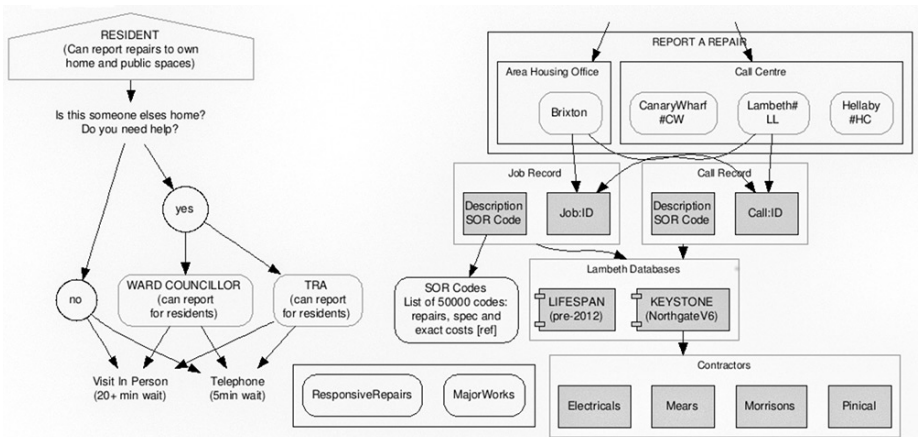 RESIDENT
(Can report repairs to own
home and public spaces)
Is this someone elses home?
Do you need help?
yes
no
WARD COUNCILLOR
(can report
for residents)
TRA
(can report
for residents)
Visit In Person
(20+ min wait)
Telephone
(5min wait)
REPORT A REPAIR
Area Housing Office
Brixton
Call Centre
CanaryWharf
#CW
Lambeth#
LL
Hellaby
#HC
Job Record
Description
SOR Code
Job:ID
Call Record
Description
SOR Code
Call:ID
SOR Codes
List of 50000 codes:
repairs, spec and
exact costs [ref]
Lambeth Databases
LIFESPAN
(pre-2012)
KEYSTONE
(NorthgateV6)
ResponsiveRepairs
MajorWorks
Contractors
Electricals
Mears
Morrisons
Pinical